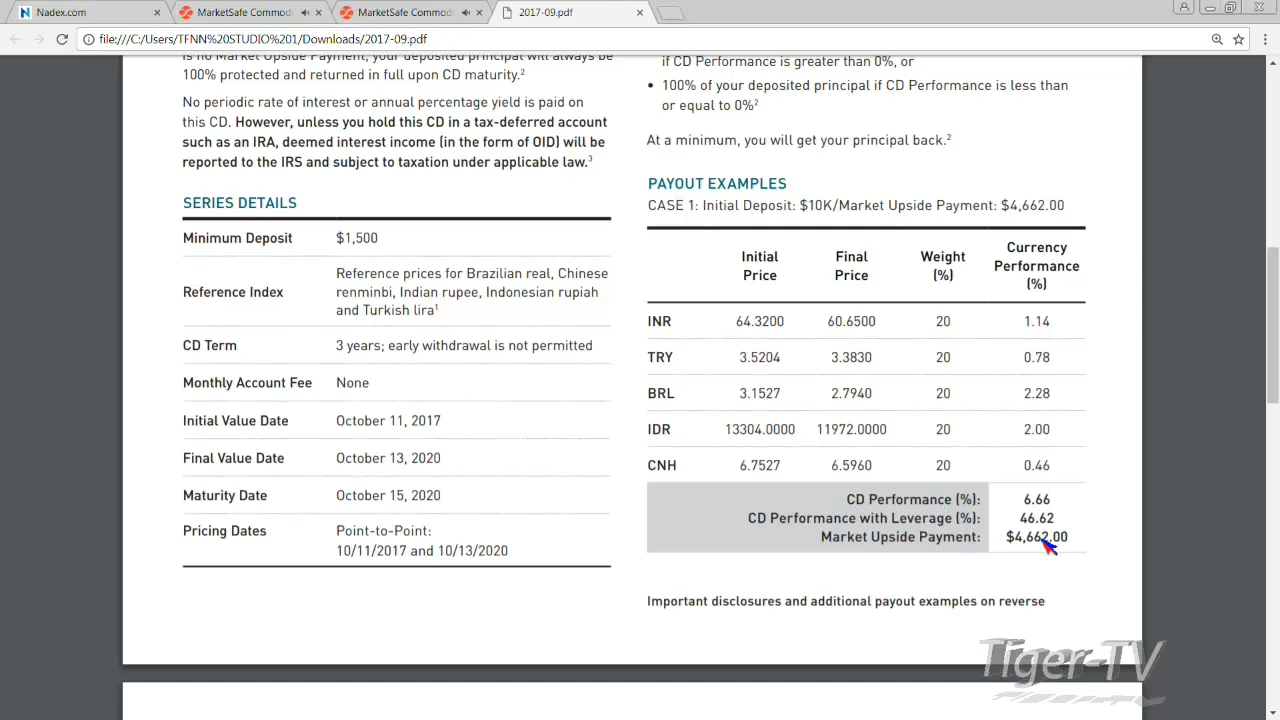 Nadex.com
MarketSafe Commodi
MarketSafe Commodi
2017-09.pdf
file:///C:/Users/TFNN%20STUDIO%201/Downloads/2017-09.pdf
is no Market Upside Payment, your deposited principal will always be
100% protected and returned in full upon CD maturity.2
No periodic rate of interest or annual percentage yield is paid on
this CD. However, unless you hold this CD in a tax-deferred account
such as an IRA, deemed interest income (in the form of OID) will be
reported to the IRS and subject to taxation under applicable law.3
SERIES DETAILS
Minimum Deposit $1,500
Reference Index Reference prices for Brazilian real, Chinese
renminbi, Indian rupee, Indonesian rupiah
and Turkish lira1
CD Term 3 years; early withdrawal is not permitted
Monthly Account Fee None
Initial Value Date October 11, 2017
Final Value Date October 13, 2020
Maturity Date October 15, 2020
Pricing Dates Point-to-Point:
10/11/2017 and 10/13/2020
if CD Performance is greater than 0%, or
• 100% of your deposited principal if CD Performance is less than
or equal to 0%2
At a minimum, you will get your principal back.2
PAYOUT EXAMPLES
CASE 1: Initial Deposit: $10K/Market Upside Payment: $4,662.00
Initial Price Final Price Weight (%) Currency Performance (%)
INR 64.3200 60.6500 20 1.14
TRY 3.5204 3.3830 20 0.78
BRL 3.1527 2.7940 20 2.28
IDR 13304.0000 11972.0000 20 2.00
CNH 6.7527 6.5960 20 0.46
CD Performance (%): 6.66
CD Performance with Leverage (%): 46.62
Market Upside Payment: $4,662.00
Important disclosures and additional payout examples on reverse
Tiger-TV